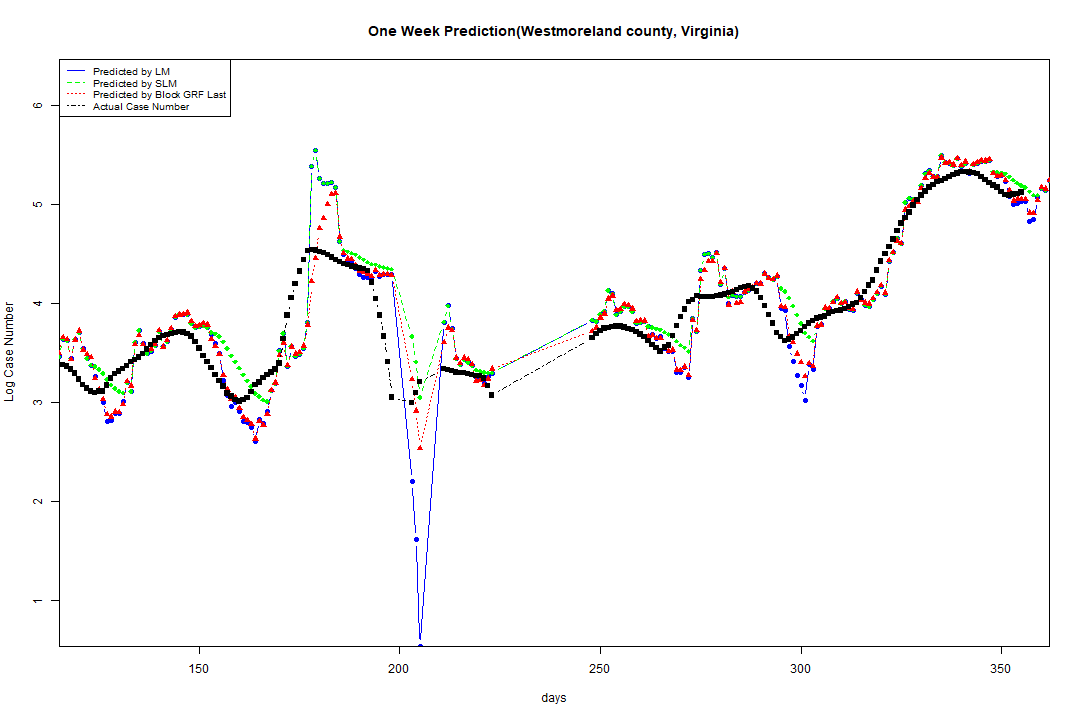 One Week Prediction(Westmoreland county, Virginia)
Predicted by LM
Predicted by SLM
Predicted by Block GRF Last
Actual Case Number
Log Case Number
6
5
4
3
2
1
150
200
250
300
350
days